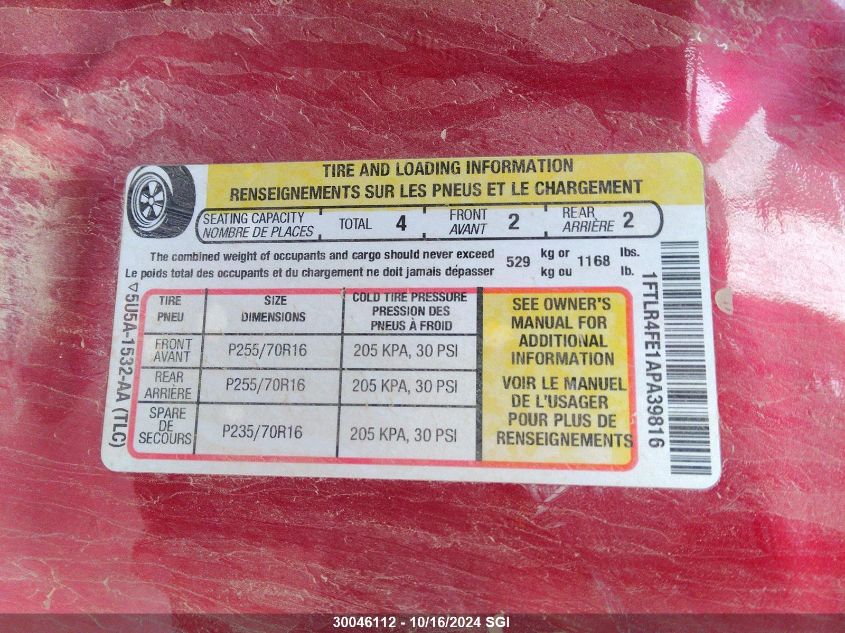 TIRE AND LOADING INFORMATION
RENSEIGNEMENTS SUR LES PNEUS ET LE CHARGEMENT
SEATING CAPACITY
NOMBRE DE PLACES
TOTAL 4
FRONT
AVANT
2
REAR
ARRIÈRE
2
The combined weight of occupants and cargo should never exceed 529 kg or 1168 lbs.
Le poids total des occupants et du chargement ne doit jamais dépasser kg ou lb.
TIRE
PNEU
SIZE
DIMENSIONS
COLD TIRE PRESSURE
PRESSION DES
PNEUS À FROID
FRONT
AVANT
P255/70R16
205 KPA, 30 PSI
REAR
ARRIÈRE
P255/70R16
205 KPA, 30 PSI
SPARE
DE
SECOURS
P235/70R16
205 KPA, 30 PSI
SEE OWNER'S
MANUAL FOR
ADDITIONAL
INFORMATION
VOIR LE MANUEL
DE L'USAGER
POUR PLUS DE
RENSEIGNEMENTS
5U5A-1532-AA (TLC)
1FTLR4FE1APA39816
30046112 - 10/16/2024 SGI